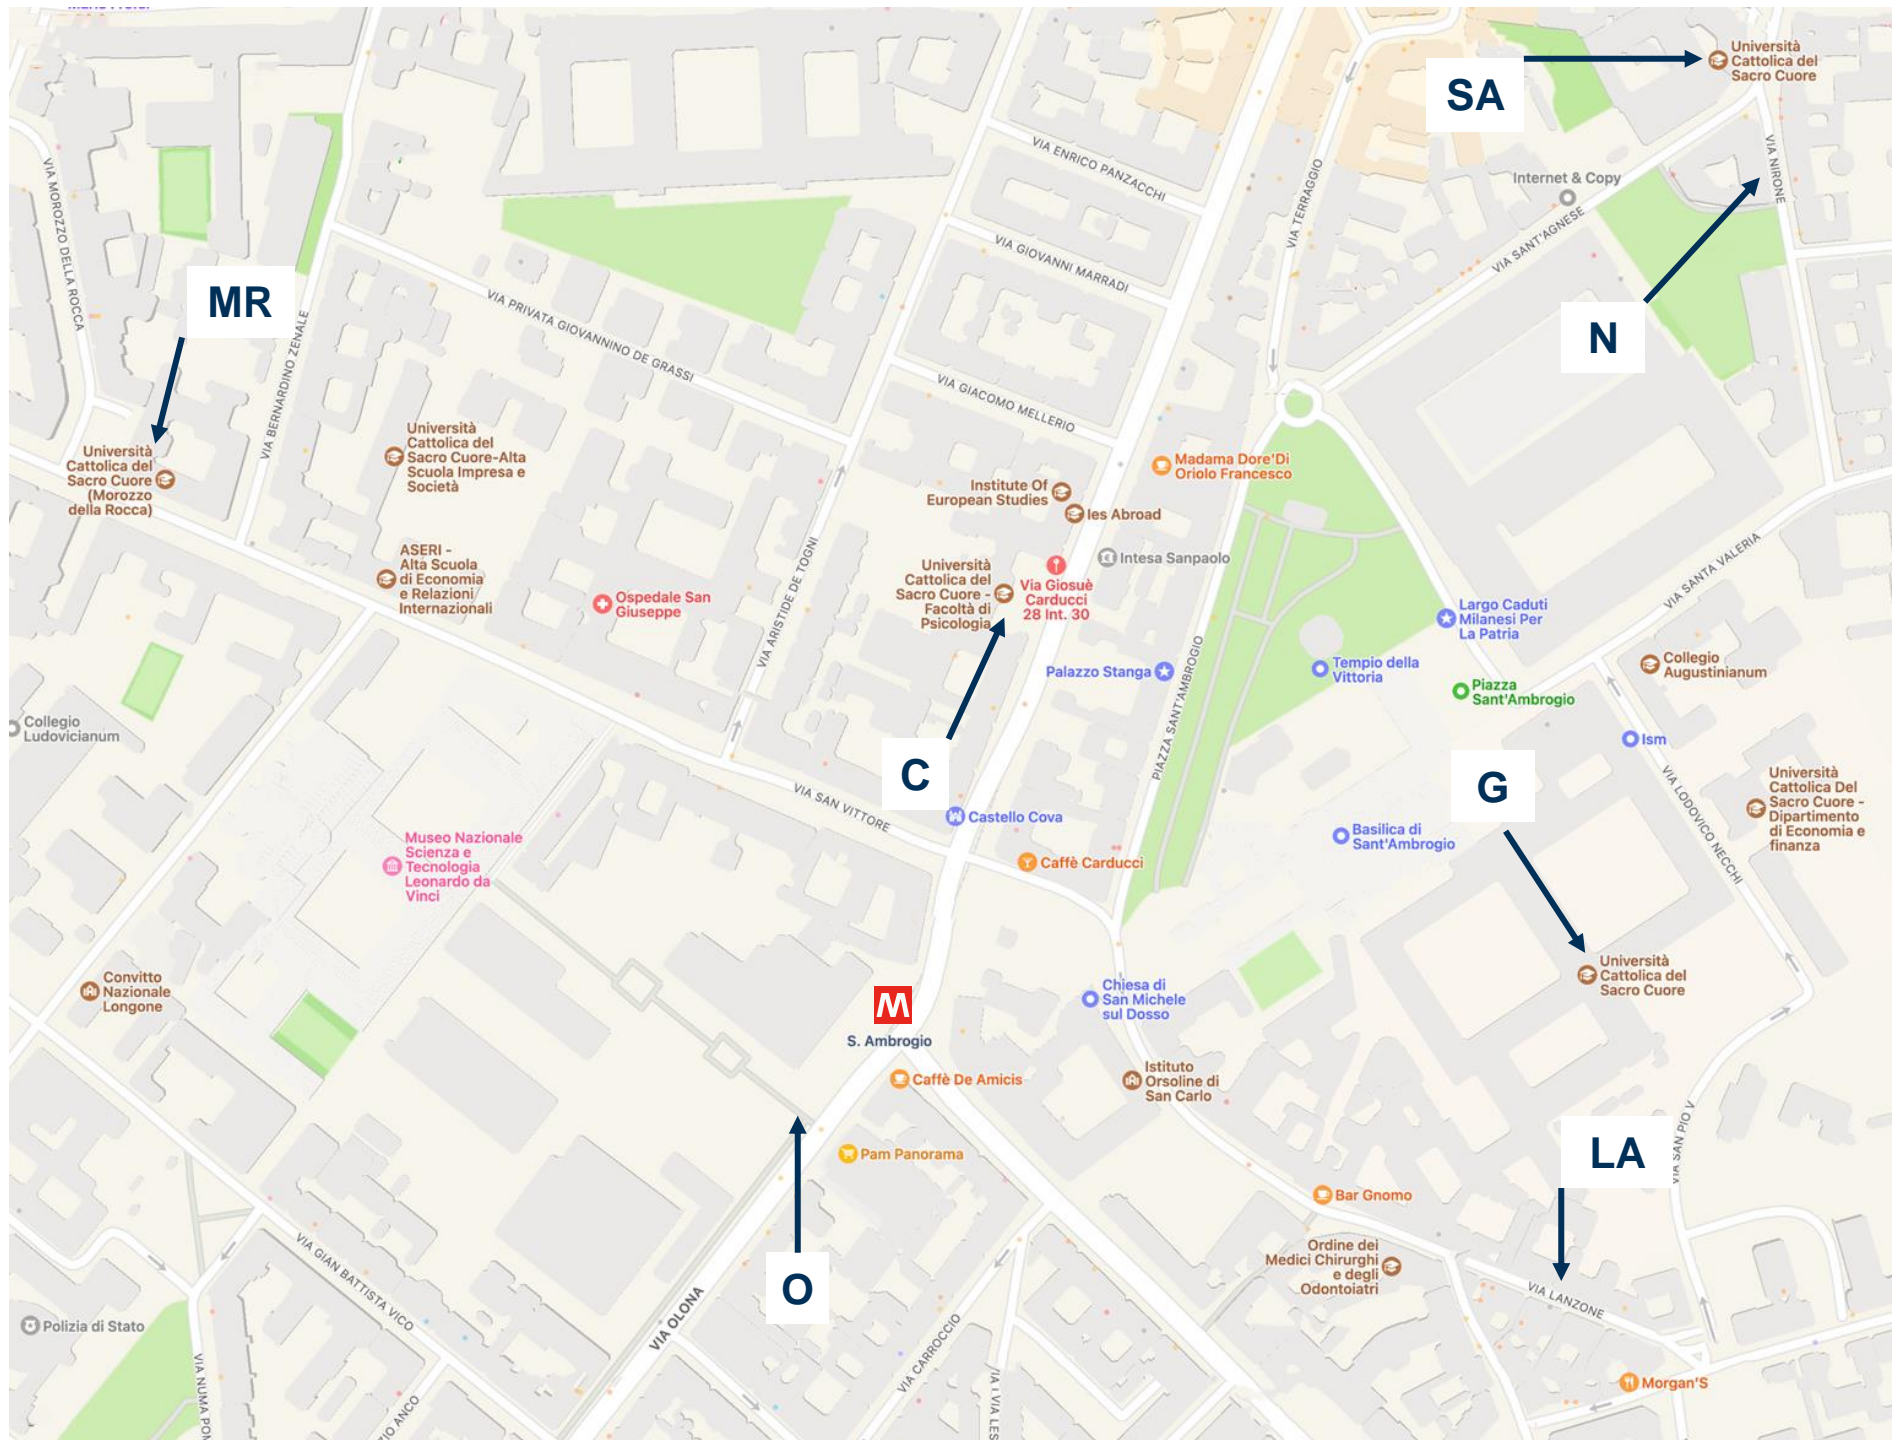 Università
Cattolica del
Sacro Cuore
SA
VIA ENRICO PANZACCHI
VIA TERRAGGIO
VIA NIRONE
Internet & Copy
VIA MOROZZO DELLA ROCCA
VIA GIOVANNI MARRADI
VIA SANT'AGNESE
MR
N
VIA PRIVATA GIOVANNINO DE GRASSI
VIA BERNARDINO ZENALE
VIA GIACOMO MELLERIO
Università
Cattolica del
Sacro Cuore-Alta
Scuola Impresa e
Società
Università
Cattolica del
Sacro Cuore
(Morozzo
della Rocca)
Madama Dore'Di
Oriolo Francesco
Institute Of
European Studies
Ies Abroad
ASERI -
Alta Scuola
di Economia
e Relazioni
Internazionali
Ospedale San
Giuseppe
VIA ARISTIDE DE TOGNI
Università
Cattolica del
Sacro Cuore -
Facoltà di
Psicologia
Via Giosuè
Carducci
28 Int. 30
Intesa Sanpaolo
VIA SANTA VALERIA
Largo Caduti
Milanesi Per
La Patria
Palazzo Stanga
PIAZZA SANT'AMBROGIO
Tempio della
Vittoria
Collegio
Augustinianum
Piazza
Sant'Ambrogio
Collegio
Ludovicianum
Ism
C
G
VIA SAN VITTORE
Castello Cova
VIA LODOVICO NECCHI
Università
Cattolica Del
Sacro Cuore -
Dipartimento
di Economia e
finanza
Museo Nazionale
Scienza e
Tecnologia
Leonardo da
Vinci
Caffè Carducci
Basilica di
Sant'Ambrogio
Convitto
Nazionale
Longone
Università
Cattolica del
Sacro Cuore
Chiesa di
San Michele
sul Dosso
M
S. Ambrogio
Caffè De Amicis
Istituto
Orsoline di
San Carlo
Pam Panorama
LA
VIA SAN PIO V
Bar Gnomo
Ordine dei
Medici Chirurghi
e degli
Odontoiatri
O
VIA GIAN BATTISTA VICO
VIA OLONA
VIA LANZONE
Polizia di Stato
VIA CARROCCIO
VIA NUMA POM
Morgan'S